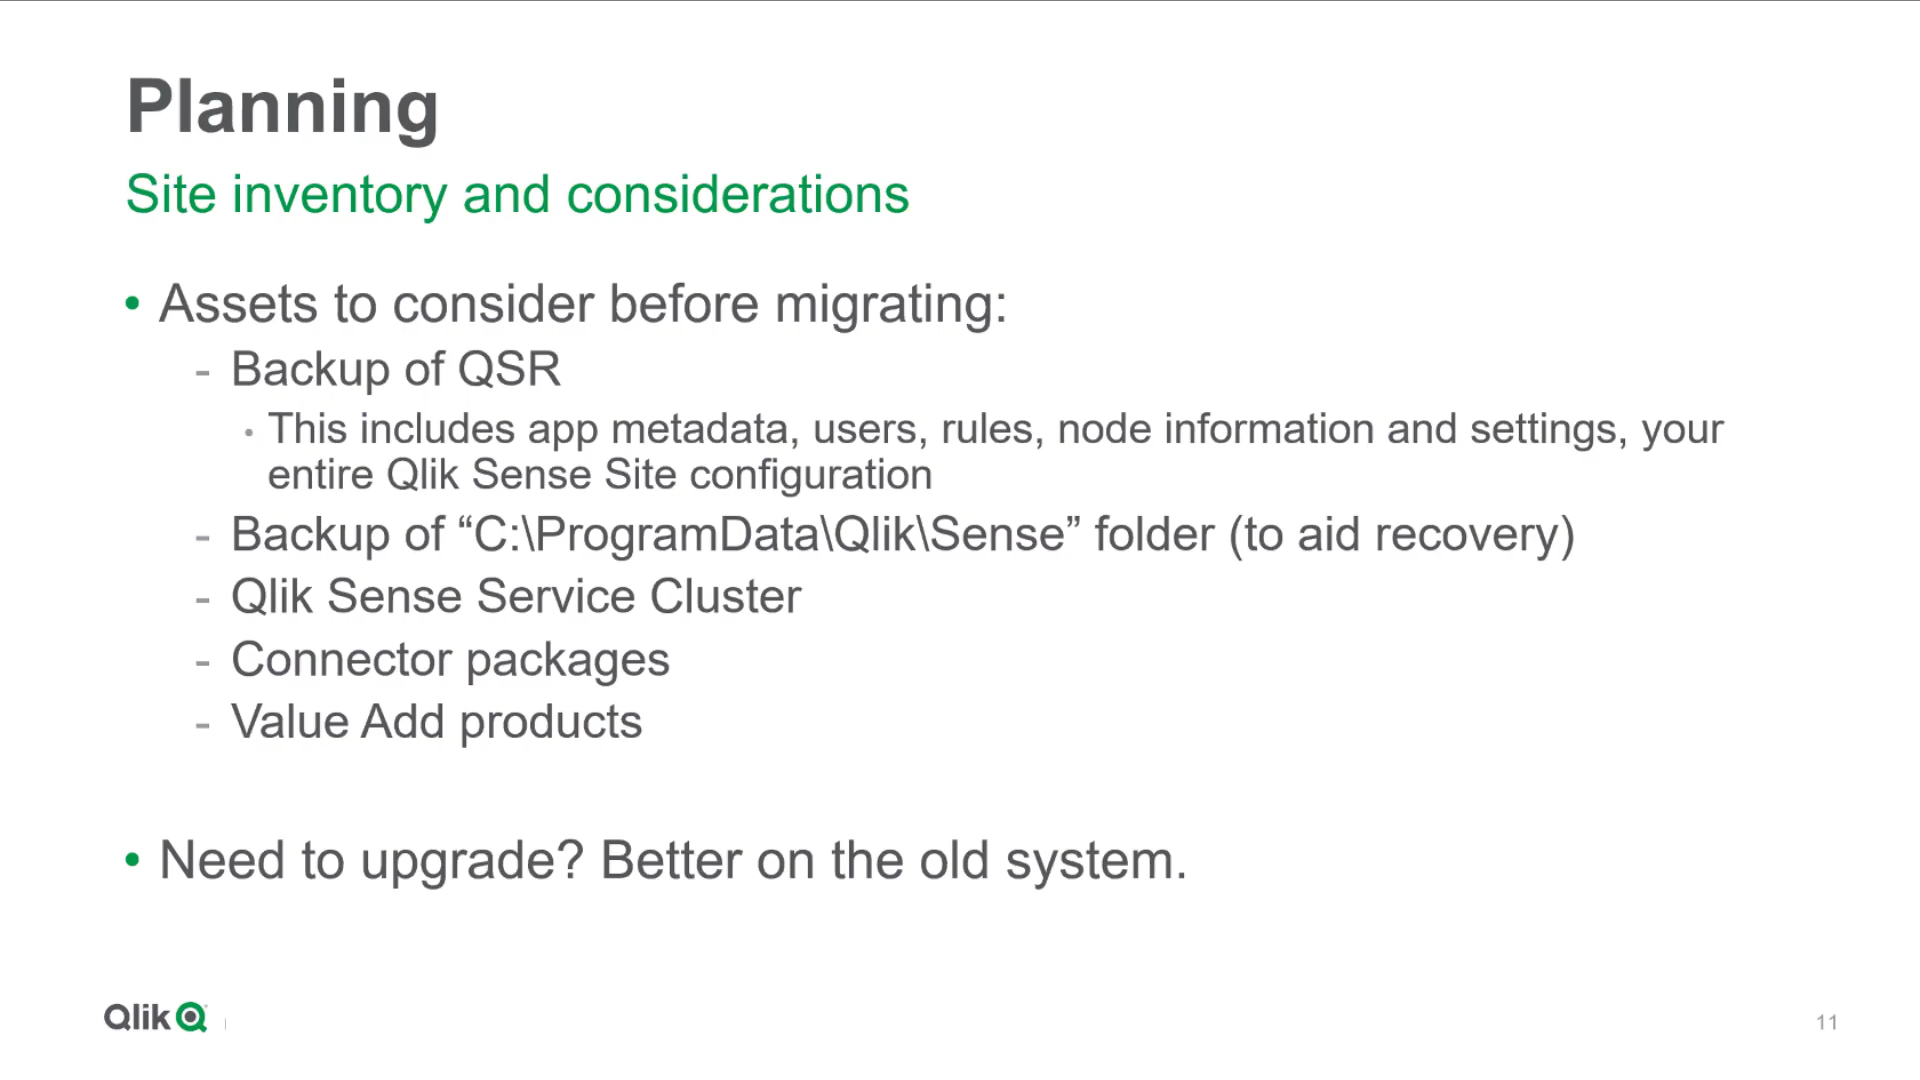 Planning
Site inventory and considerations
• Assets to consider before migrating:
- Backup of QSR
• This includes app metadata, users, rules, node information and settings, your
entire Qlik Sense Site configuration
- Backup of “C:\ProgramData\Qlik\Sense” folder (to aid recovery)
- Qlik Sense Service Cluster
- Connector packages
- Value Add products
• Need to upgrade? Better on the old system.
Qlik
11